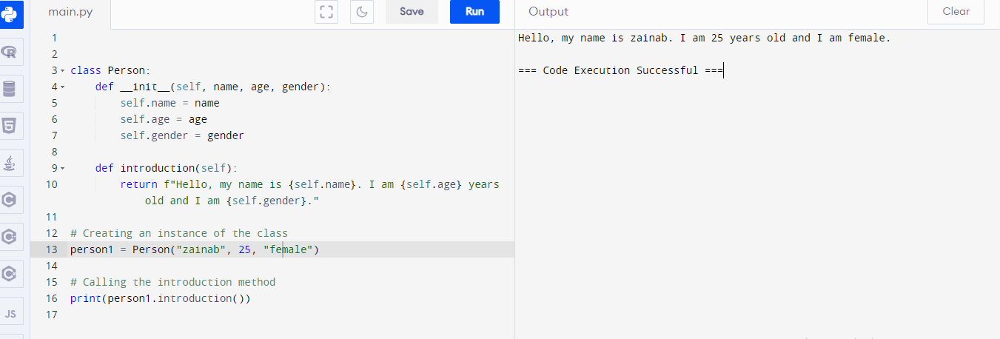 main.py
Save
Run
Output
Clear
1
2
3 class Person:
4     def __init__(self, name, age, gender):
5         self.name = name
6         self.age = age
7         self.gender = gender
8
9     def introduction(self):
10         return f"Hello, my name is {self.name}. I am {self.age} years
old and I am {self.gender}."
11
12 # Creating an instance of the class
13 person1 = Person("zainab", 25, "female")
14
15 # Calling the introduction method
16 print(person1.introduction())
17
Hello, my name is zainab. I am 25 years old and I am female.
=== Code Execution Successful ===
R
5
C
C
C
JS